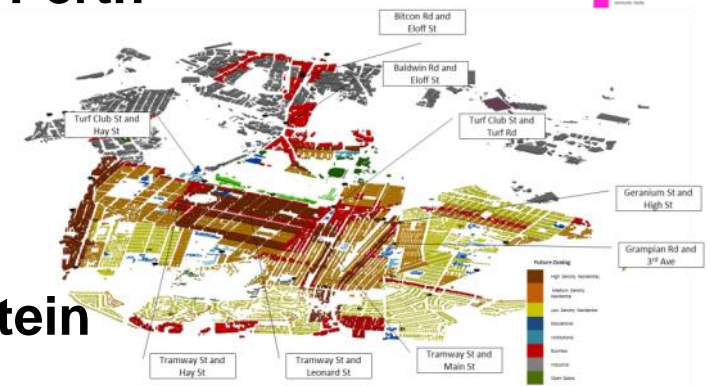 Bitcon Rd and
Eloff St
Baldwin Rd and
Eloff St
Turf Club St and
Hay St
Turf Club St and
Turf Rd
Geranium St and
High St
Grampian Rd and
3rd Ave
tein
Tramway St and
Hay St
Tramway St and
Leonard St
Tramway St and
Main St
Future Zoning
High Density Residential
Medium Density
Residential
Low Density Residential
Educational
Institutional
Business
Industrial
Open Space